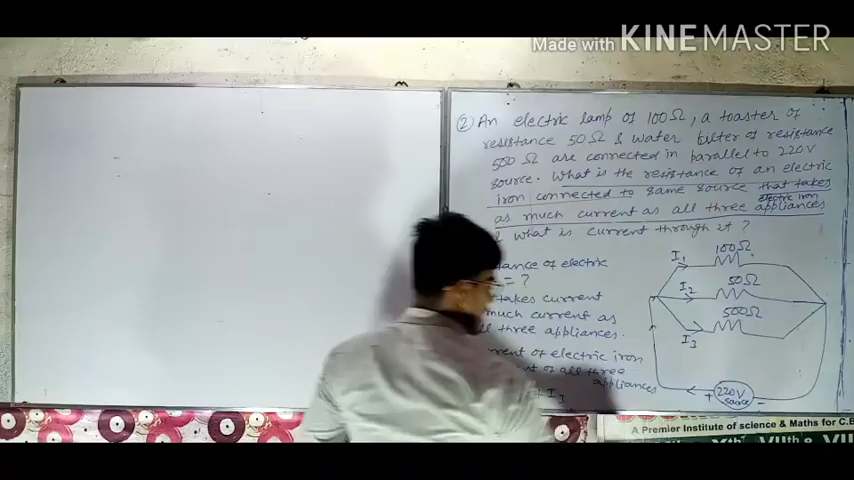 Made with KINEMASTER
② An electric lamp of 100Ω, a toaster of
resistance 50Ω & water filter of resistance
500 Ω are connected in parallel to 220V
source. What is the resistance of an electric
iron connected to same source that takes
as much current as all three appliances
what is current through it ?
electric iron
tance of electric
= ?
takes current
much current as
ll three appliances.
rent of electric iron
nt of all three
appliances
+ I3
I1
100Ω
I2
50Ω
500Ω
I3
220V
+
-
A Premier Institute of science & Maths for C.B